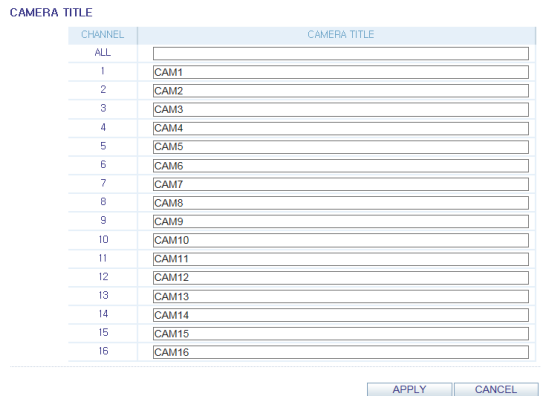 CAMERA TITLE
CHANNEL CAMERA TITLE
ALL
1 CAM1
2 CAM2
3 CAM3
4 CAM4
5 CAM5
6 CAM6
7 CAM7
8 CAM8
9 CAM9
10 CAM10
11 CAM11
12 CAM12
13 CAM13
14 CAM14
15 CAM15
16 CAM16
APPLY CANCEL